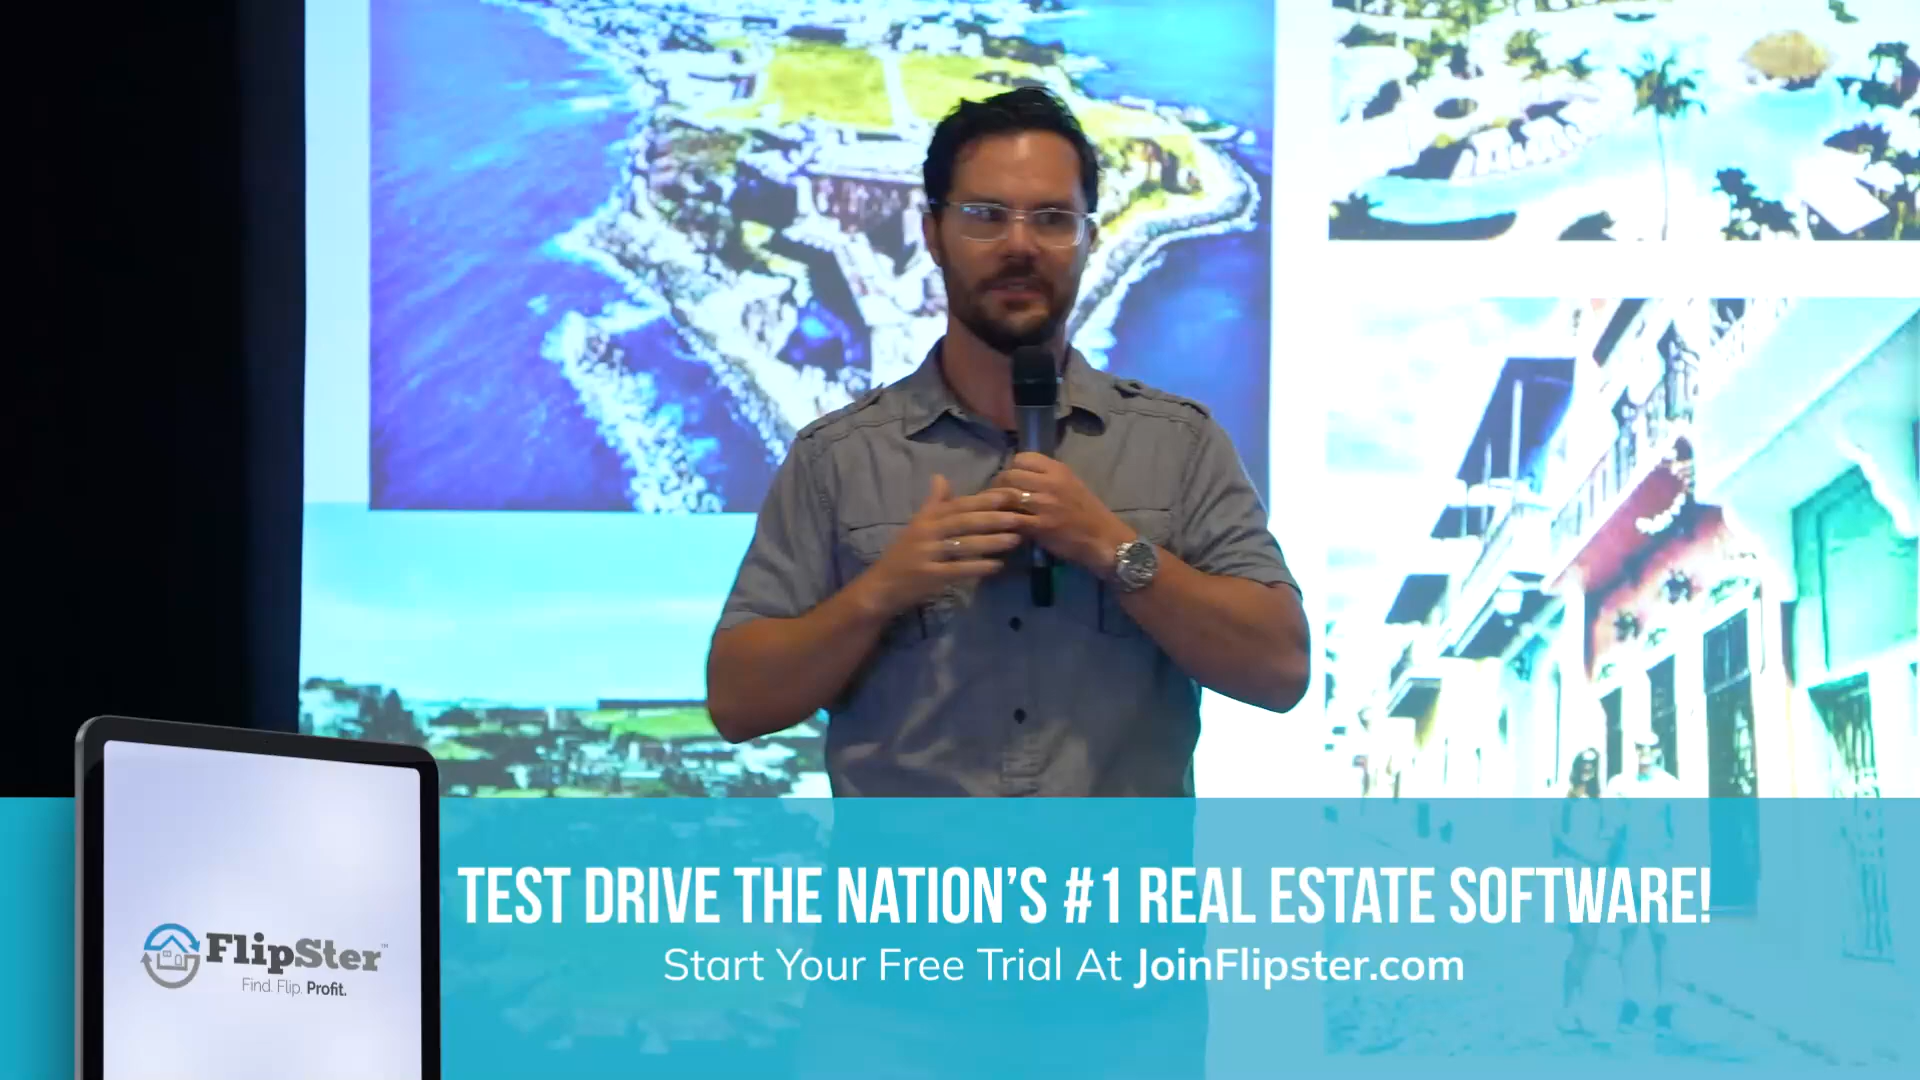 TEST DRIVE THE NATION'S #1 REAL ESTATE SOFTWARE!
Start Your Free Trial At JoinFlipster.com
FlipSter™
Find. Flip. Profit.